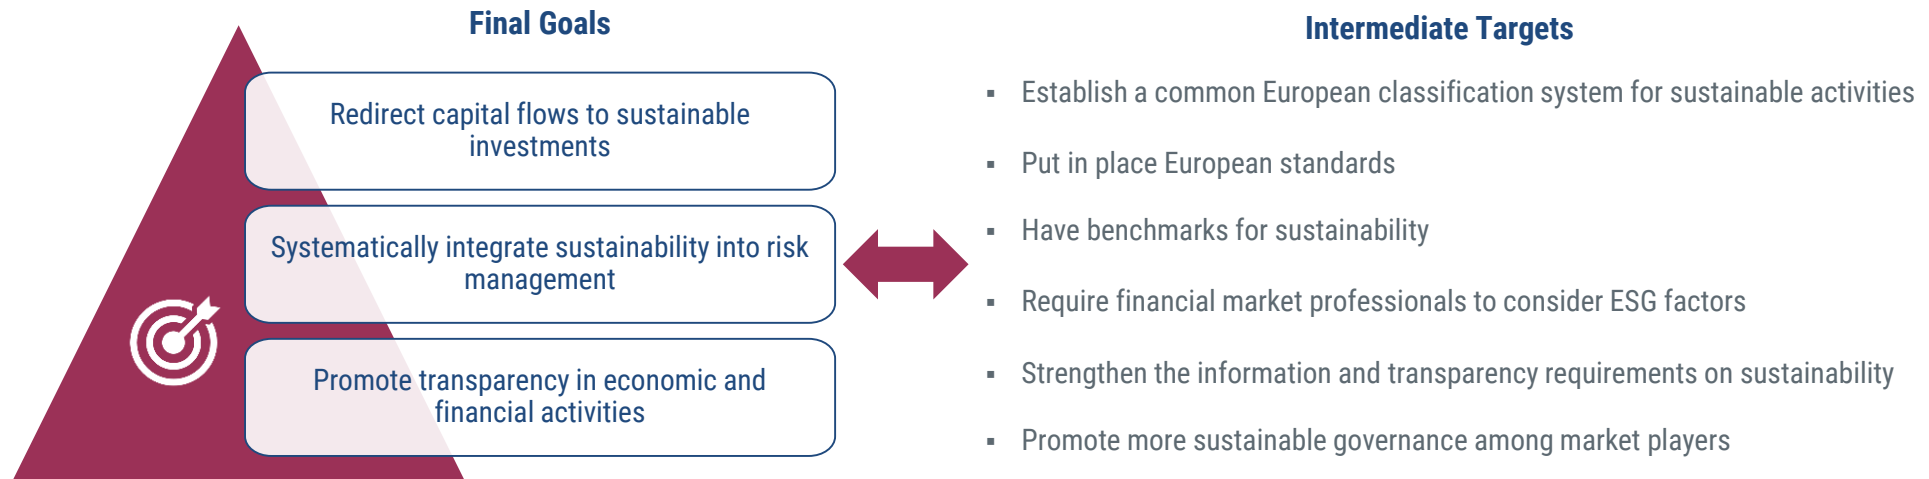 Final Goals
Redirect capital flows to sustainable
investments
Systematically integrate sustainability into risk
management
Promote transparency in economic and
financial activities
Intermediate Targets
▪ Establish a common European classification system for sustainable activities
▪ Put in place European standards
▪ Have benchmarks for sustainability
▪ Require financial market professionals to consider ESG factors
▪ Strengthen the information and transparency requirements on sustainability
▪ Promote more sustainable governance among market players